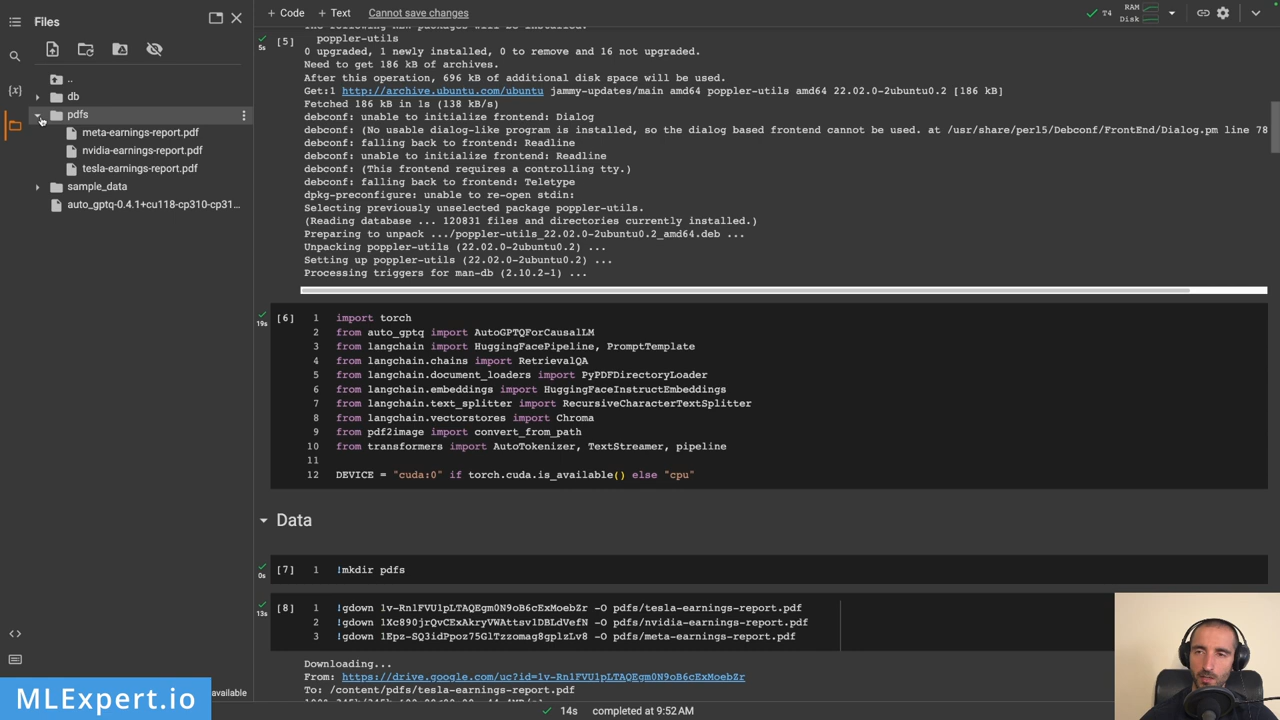 Files
..
db
pdfs
meta-earnings-report.pdf
nvidia-earnings-report.pdf
tesla-earnings-report.pdf
sample_data
auto_gptq-0.4.1+cu118-cp310-cp31...
+ Code + Text Cannot save changes
T4 RAM Disk
[5]
5s
poppler-utils
0 upgraded, 1 newly installed, 0 to remove and 16 not upgraded.
Need to get 186 kB of archives.
After this operation, 696 kB of additional disk space will be used.
Get:1 http://archive.ubuntu.com/ubuntu jammy-updates/main amd64 poppler-utils amd64 22.02.0-2ubuntu0.2 [186 kB]
Fetched 186 kB in 1s (138 kB/s)
debconf: unable to initialize frontend: Dialog
debconf: (No usable dialog-like program is installed, so the dialog based frontend cannot be used. at /usr/share/perl5/Debconf/FrontEnd/Dialog.pm line 78
debconf: falling back to frontend: Readline
debconf: unable to initialize frontend: Readline
debconf: (This frontend requires a controlling tty.)
debconf: falling back to frontend: Teletype
dpkg-preconfigure: unable to re-open stdin:
Selecting previously unselected package poppler-utils.
(Reading database ... 120831 files and directories currently installed.)
Preparing to unpack .../poppler-utils_22.02.0-2ubuntu0.2_amd64.deb ...
Unpacking poppler-utils (22.02.0-2ubuntu0.2) ...
Setting up poppler-utils (22.02.0-2ubuntu0.2) ...
Processing triggers for man-db (2.10.2-1) ...
[6]
19s
1 import torch
2 from auto_gptq import AutoGPTQForCausalLM
3 from langchain import HuggingFacePipeline, PromptTemplate
4 from langchain.chains import RetrievalQA
5 from langchain.document_loaders import PyPDFDirectoryLoader
6 from langchain.embeddings import HuggingFaceInstructEmbeddings
7 from langchain.text_splitter import RecursiveCharacterTextSplitter
8 from langchain.vectorstores import Chroma
9 from pdf2image import convert_from_path
10 from transformers import AutoTokenizer, TextStreamer, pipeline
11
12 DEVICE = "cuda:0" if torch.cuda.is_available() else "cpu"
Data
[7] 1 !mkdir pdfs
0s
[8] 1 !gdown 1v-Rn1FVU1pLTAQEgm0N9oB6cExMoebZr -O pdfs/tesla-earnings-report.pdf
13s
2 !gdown 1Xc890jrQvCExAkryVWAttsv1DBLdVefN -O pdfs/nvidia-earnings-report.pdf
3 !gdown 1Epz-SQ3idPpoz75GlTzzomag8gplzLv8 -O pdfs/meta-earnings-report.pdf
Downloading...
From: https://drive.google.com/uc?id=1v-Rn1FVU1pLTAQEgm0N9oB6cExMoebZr
To: /content/pdfs/tesla-earnings-report.pdf
available
MLExpert.io
14s completed at 9:52 AM